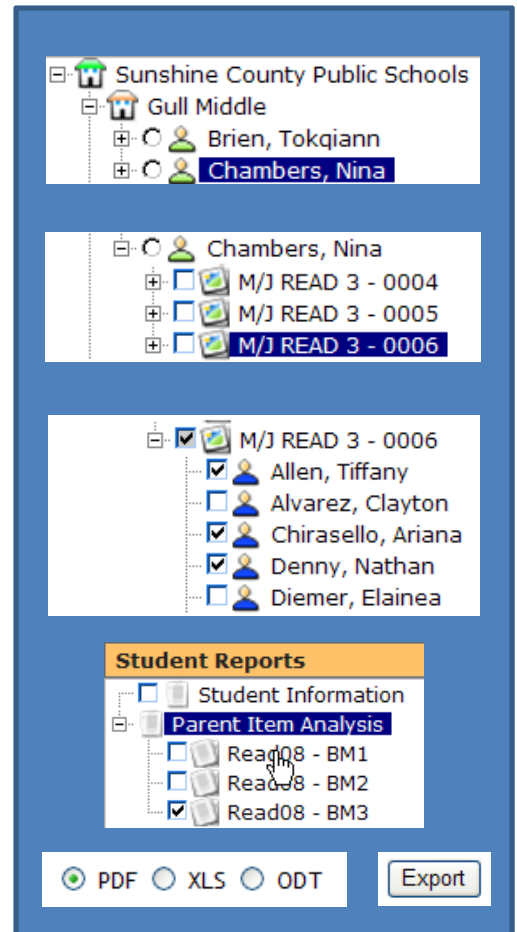 Sunshine County Public Schools
Gull Middle
Brien, Tokqiann
Chambers, Nina
Chambers, Nina
M/J READ 3 - 0004
M/J READ 3 - 0005
M/J READ 3 - 0006
M/J READ 3 - 0006
Allen, Tiffany
Alvarez, Clayton
Chirasello, Ariana
Denny, Nathan
Diemer, Elainea
Student Reports
Student Information
Parent Item Analysis
Read08 - BM1
Read08 - BM2
Read08 - BM3
PDF XLS ODT Export